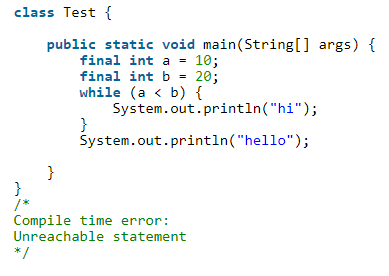 class Test {
    public static void main(String[] args) {
        final int a = 10;
        final int b = 20;
        while (a < b) {
            System.out.println("hi");
        }
        System.out.println("hello");
    }
}
/*
Compile time error:
Unreachable statement
*/